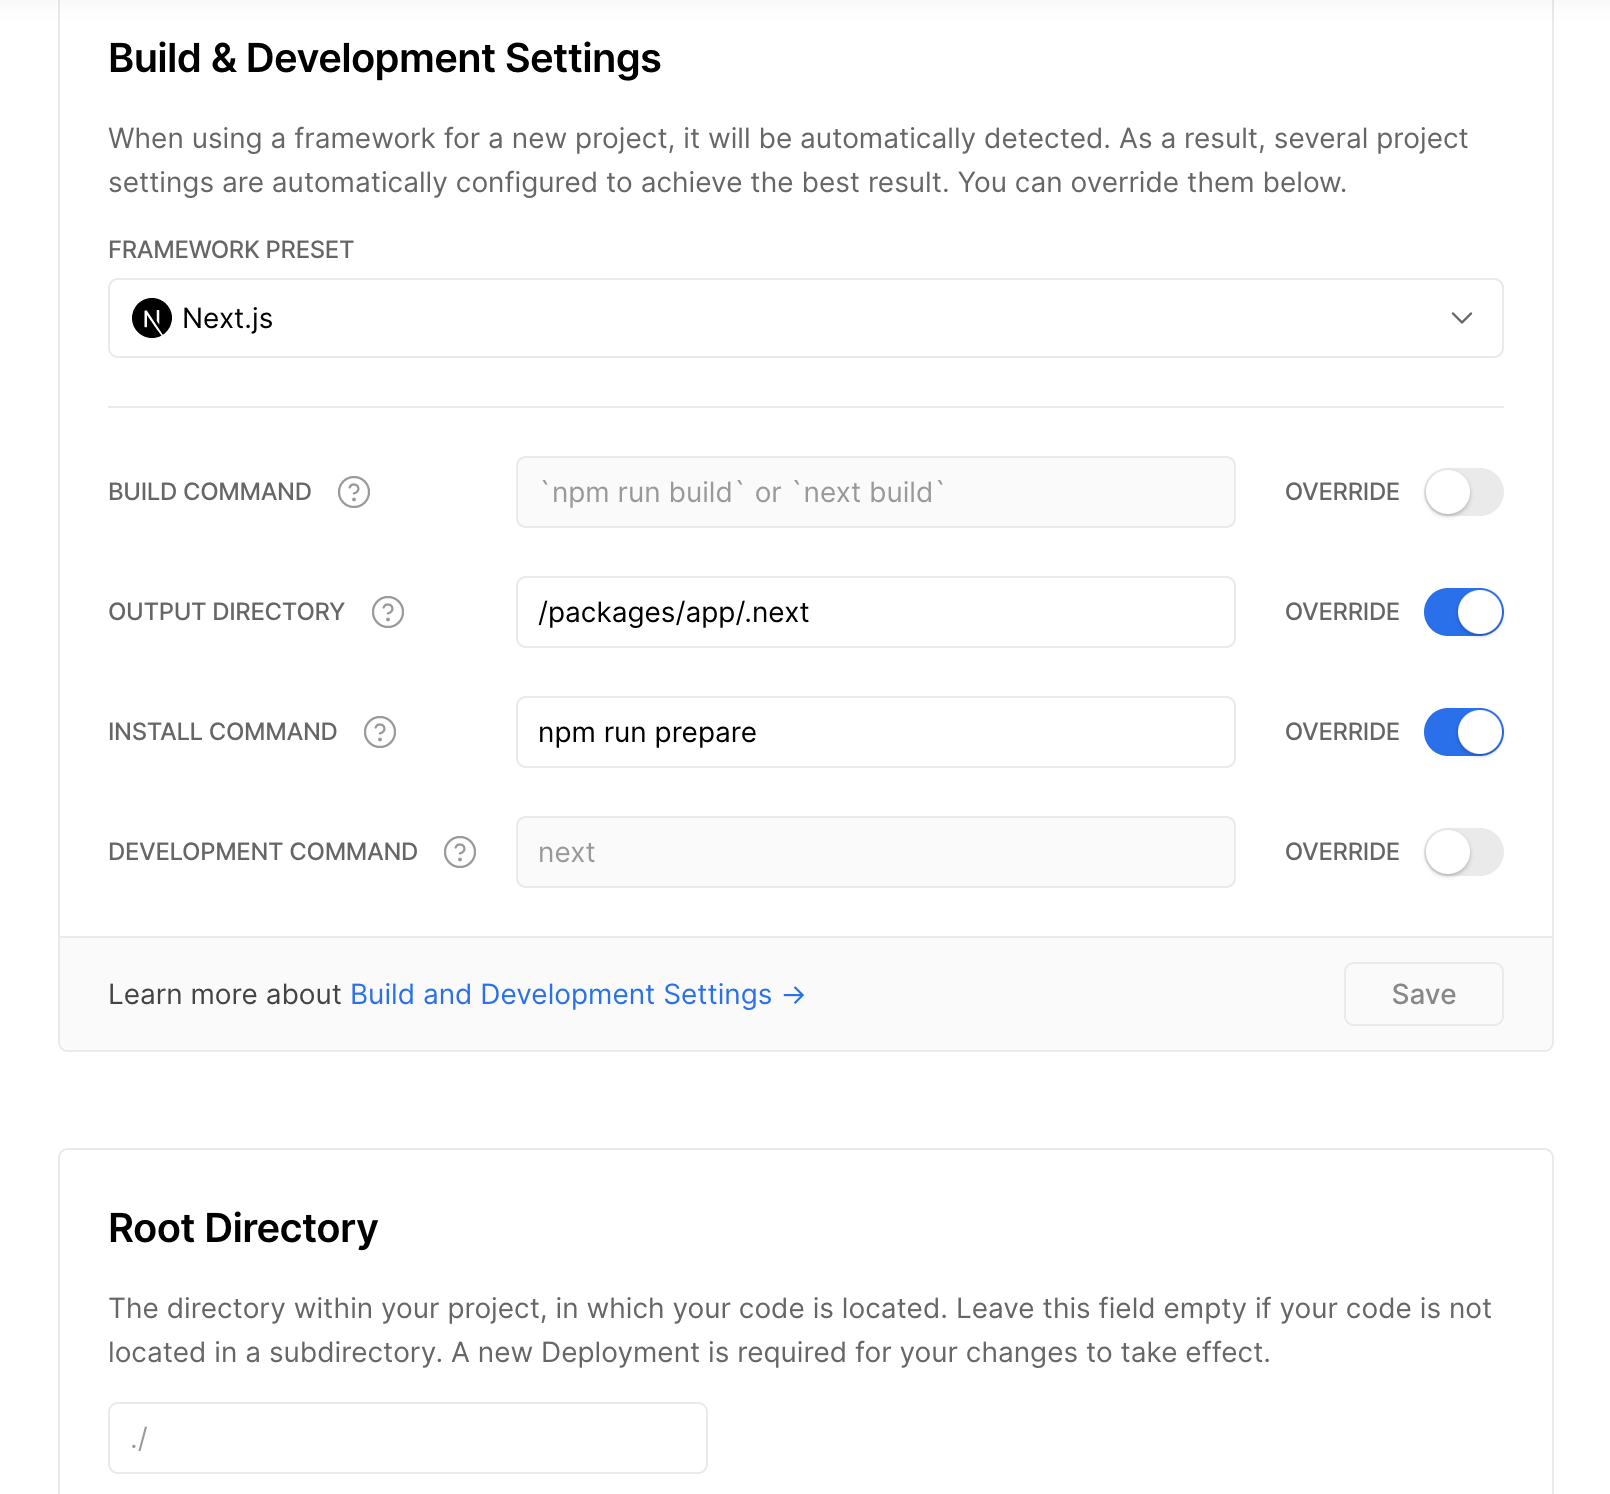 Build & Development Settings
When using a framework for a new project, it will be automatically detected. As a result, several project
settings are automatically configured to achieve the best result. You can override them below.
FRAMEWORK PRESET
N Next.js
BUILD COMMAND ? `npm run build` or `next build` OVERRIDE
OUTPUT DIRECTORY ? /packages/app/.next OVERRIDE
INSTALL COMMAND ? npm run prepare OVERRIDE
DEVELOPMENT COMMAND ? next OVERRIDE
Learn more about Build and Development Settings → Save
Root Directory
The directory within your project, in which your code is located. Leave this field empty if your code is not
located in a subdirectory. A new Deployment is required for your changes to take effect.
./